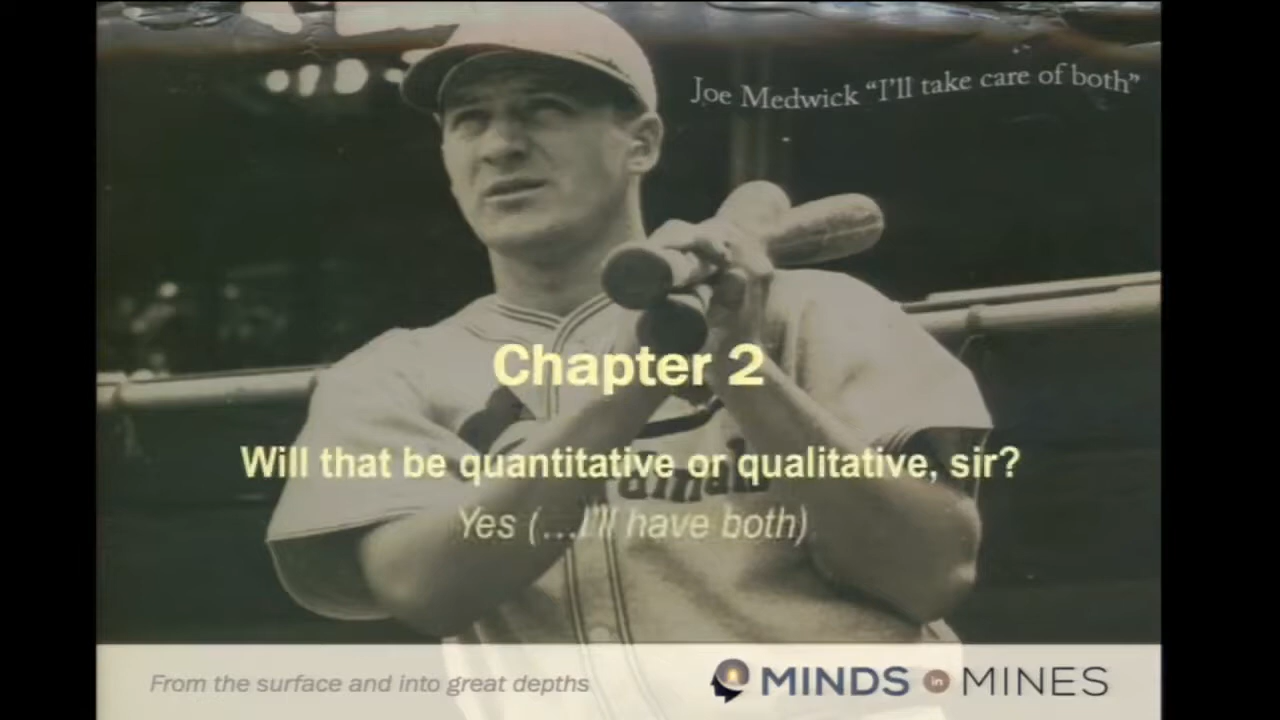 Joe Medwick “I’ll take care of both”
Chapter 2
Will that be quantitative or qualitative, sir?
Yes (…I’ll have both)
From the surface and into great depths
MINDS in MINES